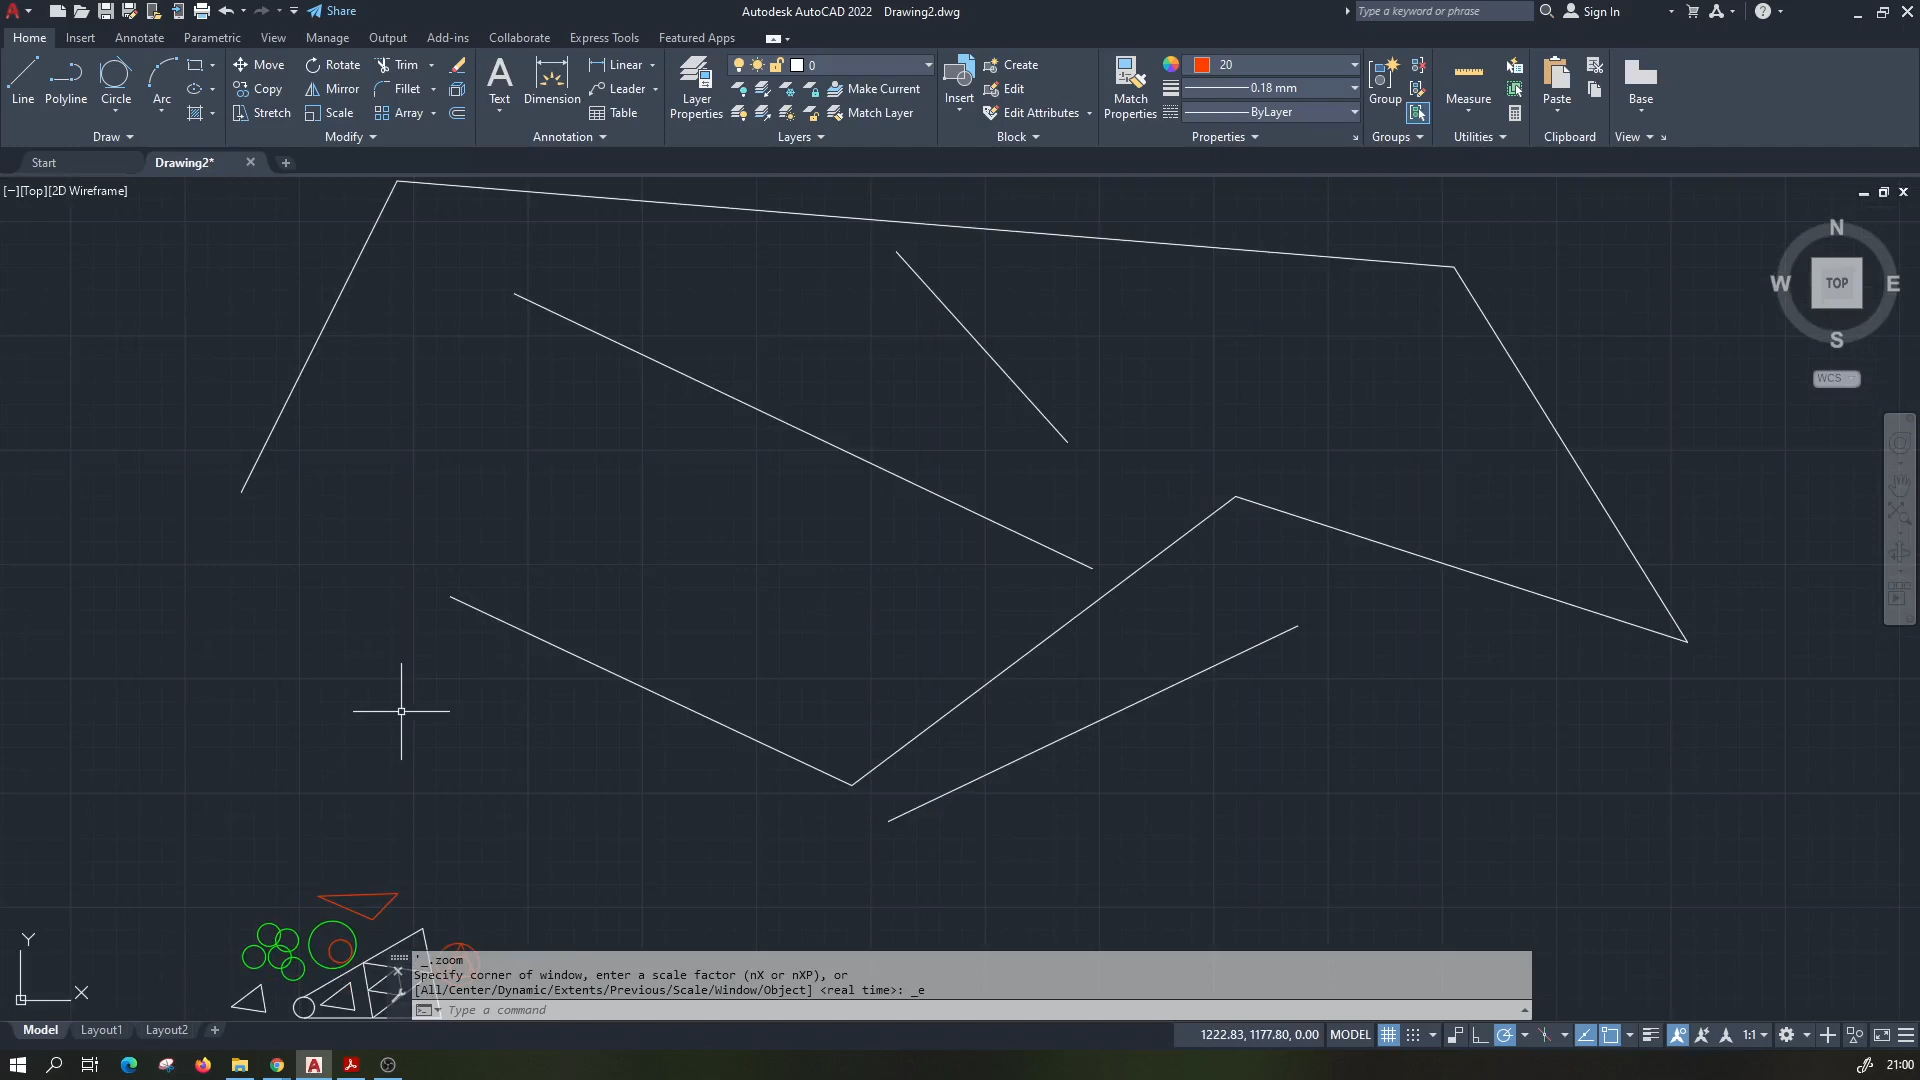 Share
Autodesk AutoCAD 2022 Drawing2.dwg
Type a keyword or phrase
Sign In
Home Insert Annotate Parametric View Manage Output Add-ins Collaborate Express Tools Featured Apps
Line
Polyline
Circle
Arc
Draw
Move
Rotate
Trim
Copy
Mirror
Fillet
Stretch
Scale
Array
Modify
Text
Dimension
Linear
Leader
Table
Annotation
Layer
Properties
0
Make Current
Match Layer
Layers
Insert
Create
Edit
Edit Attributes
Block
Match
Properties
20
0.18 mm
ByLayer
Properties
Group
Groups
Measure
Utilities
Paste
Clipboard
Base
View
Start
Drawing2*
[−][Top][2D Wireframe]
N
W
TOP
E
S
WCS
Y
X
'_.zoom
Specify corner of window, enter a scale factor (nX or nXP), or
[All/Center/Dynamic/Extents/Previous/Scale/Window/Object] <real time>: _e
Type a command
Model Layout1 Layout2
1222.83, 1177.80, 0.00 MODEL
1:1
21:00